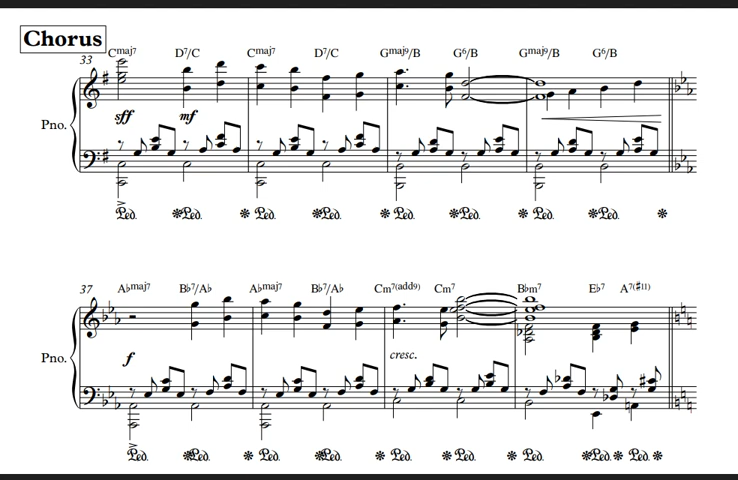 Chorus
33
Cmaj7 D7/C Cmaj7 D7/C Gmaj9/B G6/B Gmaj9/B G6/B
sff mf
Pno.
Ped. Ped. Ped. Ped. Ped. Ped. Ped. Ped.
37
A♭maj7 B♭7/A♭ A♭maj7 B♭7/A♭ Cm7(add9) Cm7 B♭m7 E♭7 A7(♯11)
f cresc.
Pno.
Ped. Ped. Ped. Ped. Ped. Ped. Ped. Ped. Ped.